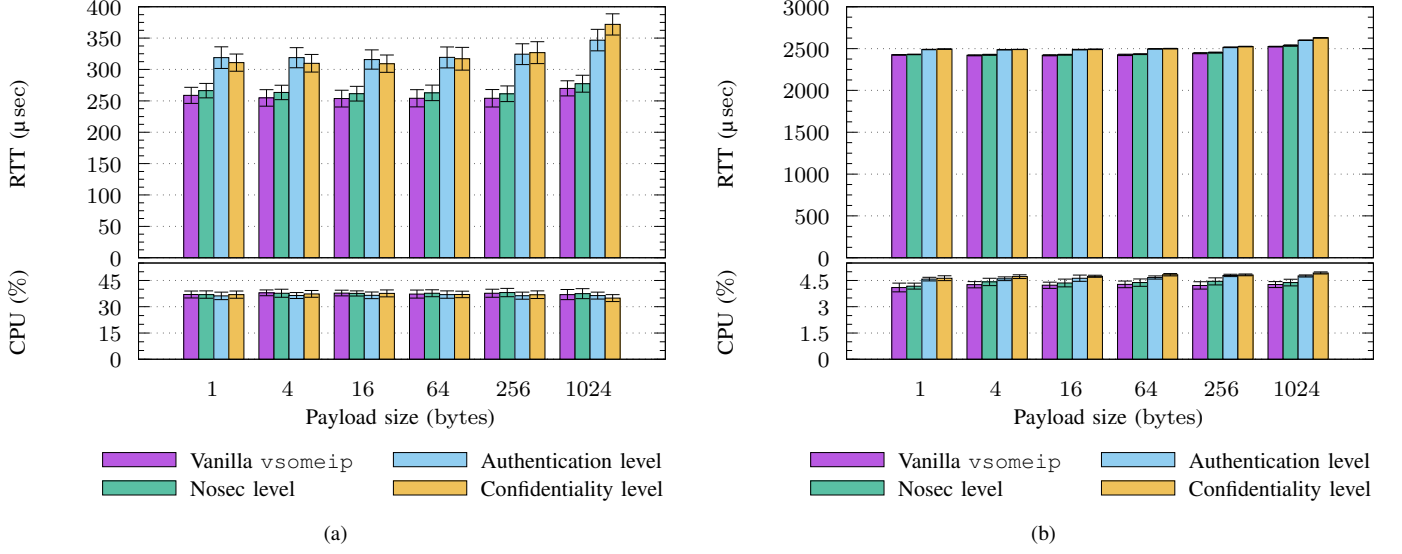 RTT (μsec)
400
350
300
250
200
150
100
50
0
CPU (%)
45
30
15
0
1 4 16 64 256 1024
Payload size (bytes)
Vanilla vsomeip Authentication level
Nosec level Confidentiality level
(a)
RTT (μsec)
3000
2500
2000
1500
1000
500
0
CPU (%)
4.5
3
1.5
0
1 4 16 64 256 1024
Payload size (bytes)
Vanilla vsomeip Authentication level
Nosec level Confidentiality level
(b)